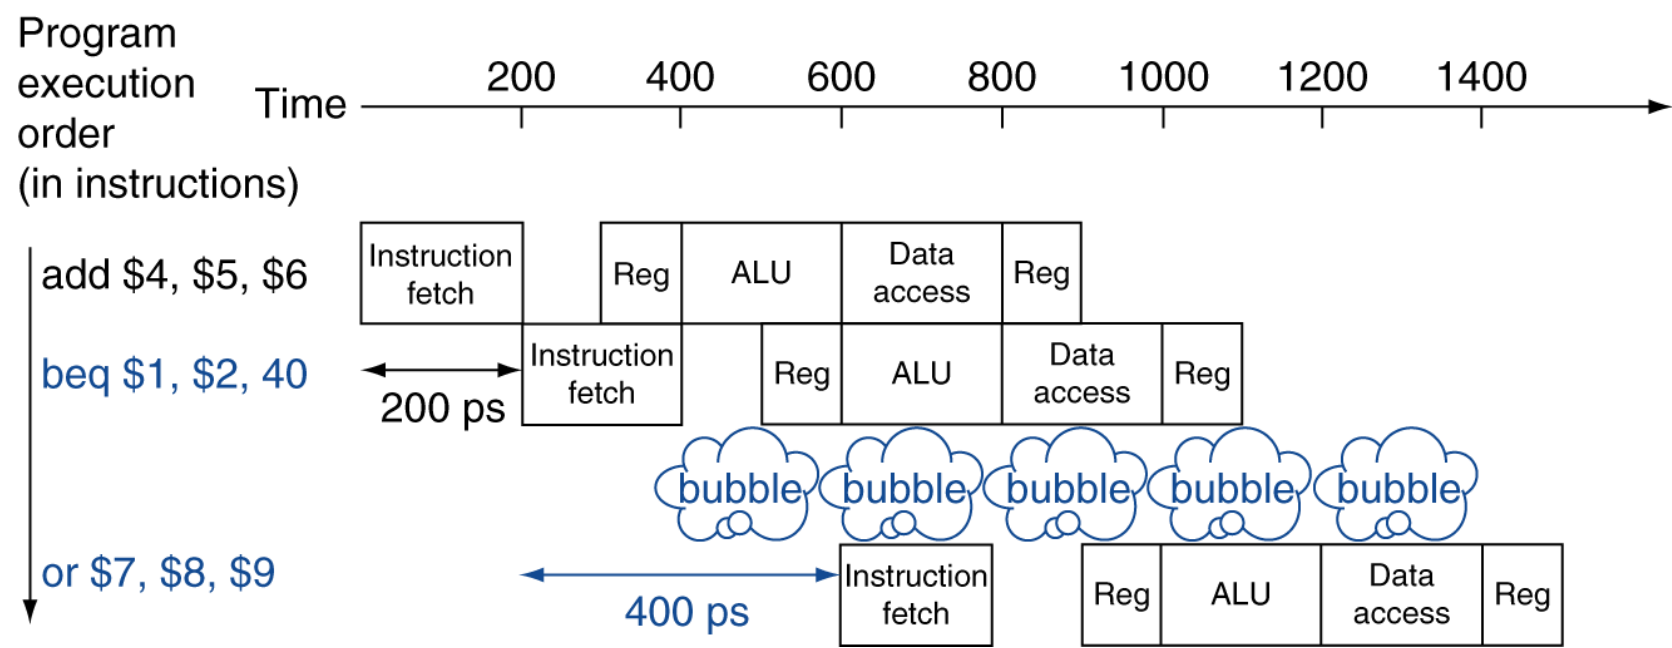 Program
execution
order
(in instructions)
Time
200 400 600 800 1000 1200 1400
add $4, $5, $6
Instruction
fetch
Reg
ALU
Data
access
Reg
beq $1, $2, 40
200 ps
Instruction
fetch
Reg
ALU
Data
access
Reg
bubble bubble bubble bubble bubble
or $7, $8, $9
400 ps
Instruction
fetch
Reg
ALU
Data
access
Reg